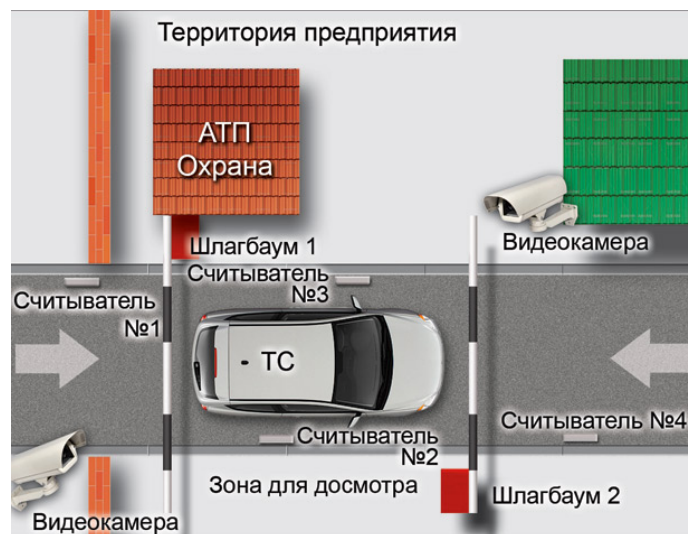 Территория предприятия
АТП
Охрана
Шлагбаум 1
Видеокамера
Считыватель
№3
Считыватель
№1
ТС
Считыватель
№2
Считыватель №4
Зона для досмотра
Шлагбаум 2
Видеокамера